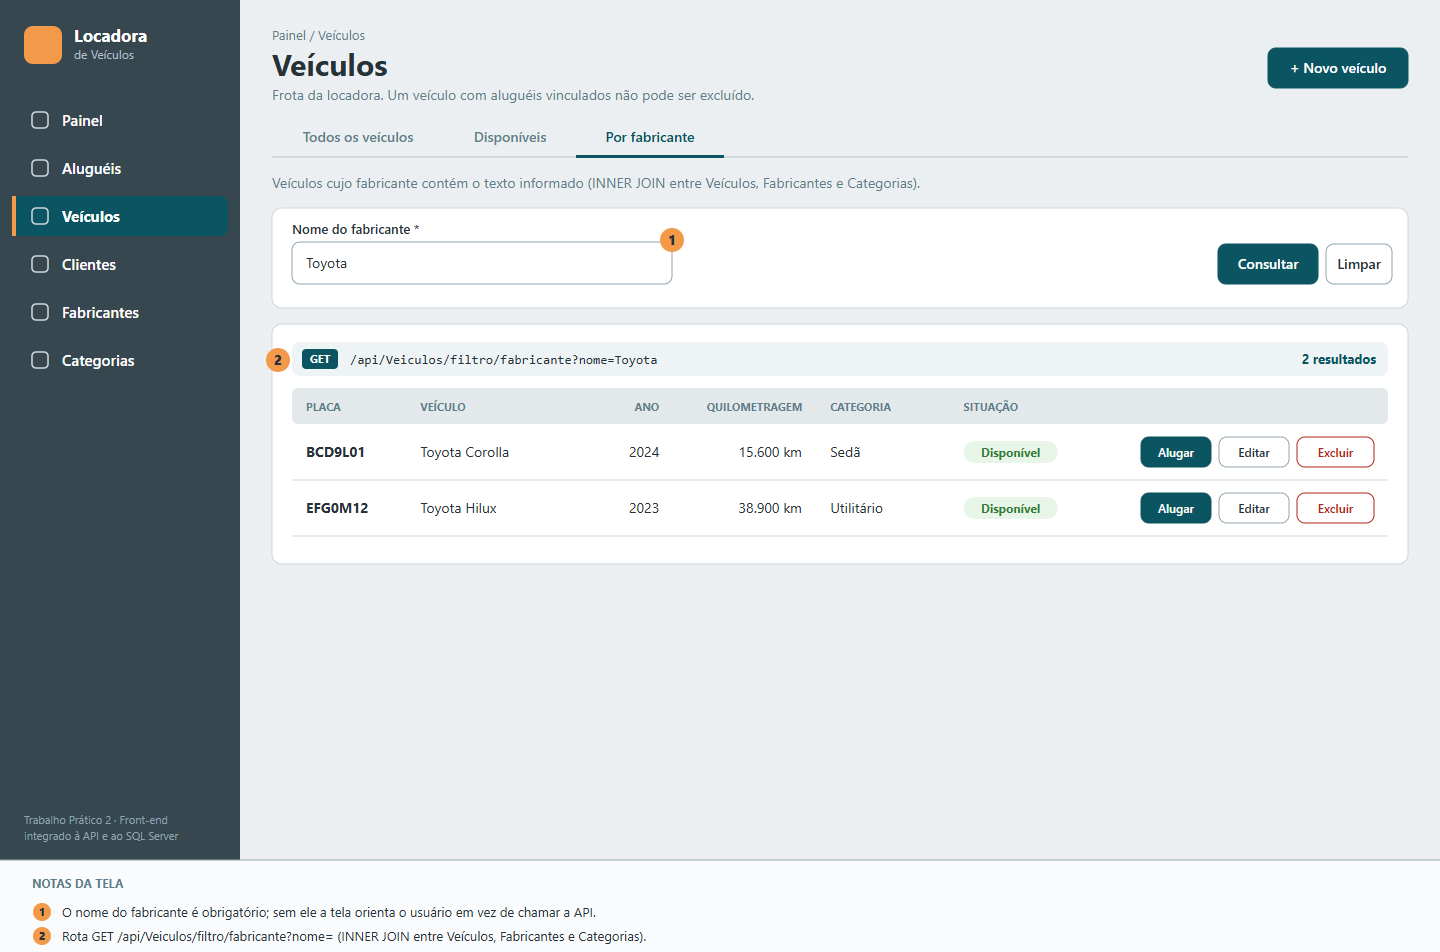 Locadora
de Veículos
Painel
Aluguéis
Veículos
Clientes
Fabricantes
Categorias
Trabalho Prático 2 · Front-end
integrado à API e ao SQL Server
Painel / Veículos
Veículos
Frota da locadora. Um veículo com aluguéis vinculados não pode ser excluído.
+ Novo veículo
Todos os veículos Disponíveis Por fabricante
Veículos cujo fabricante contém o texto informado (INNER JOIN entre Veículos, Fabricantes e Categorias).
Nome do fabricante *
1
Toyota
Consultar Limpar
2 GET /api/Veiculos/filtro/fabricante?nome=Toyota 2 resultados
PLACA VEÍCULO ANO QUILOMETRAGEM CATEGORIA SITUAÇÃO
BCD9L01 Toyota Corolla 2024 15.600 km Sedã Disponível Alugar Editar Excluir
EFG0M12 Toyota Hilux 2023 38.900 km Utilitário Disponível Alugar Editar Excluir
NOTAS DA TELA
1 O nome do fabricante é obrigatório; sem ele a tela orienta o usuário em vez de chamar a API.
2 Rota GET /api/Veiculos/filtro/fabricante?nome= (INNER JOIN entre Veículos, Fabricantes e Categorias).